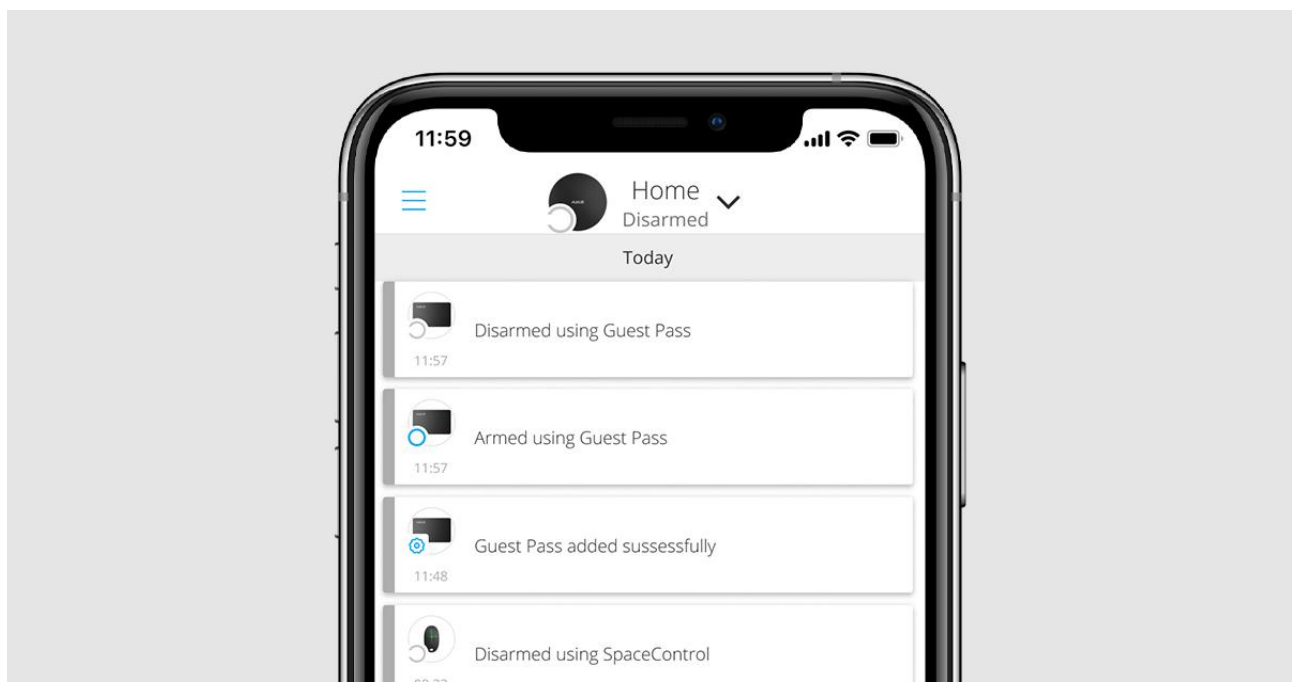 11:59
Home
Disarmed
Today
Disarmed using Guest Pass
11:57
Armed using Guest Pass
11:57
Guest Pass added sussessfully
11:48
Disarmed using SpaceControl